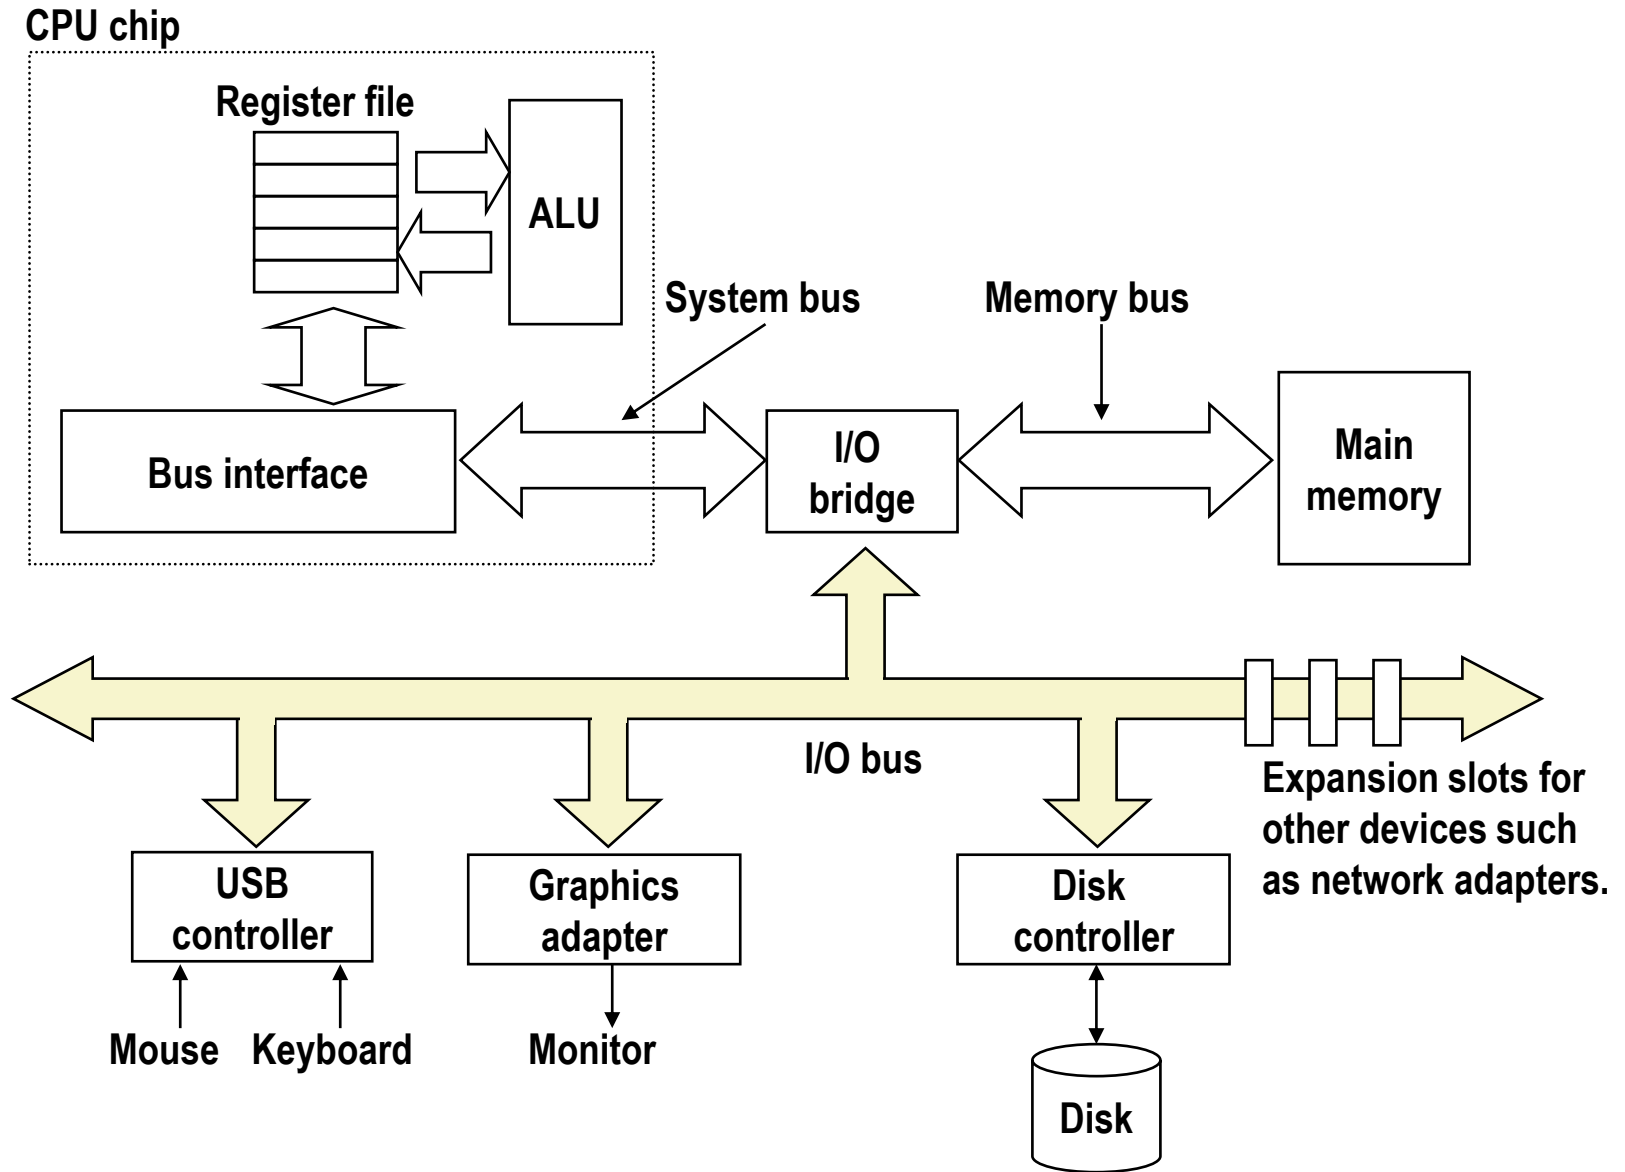 CPU chip
Register file
ALU
System bus
Memory bus
Bus interface
I/O
bridge
Main
memory
I/O bus
Expansion slots for
other devices such
as network adapters.
USB
controller
Graphics
adapter
Disk
controller
Mouse
Keyboard
Monitor
Disk